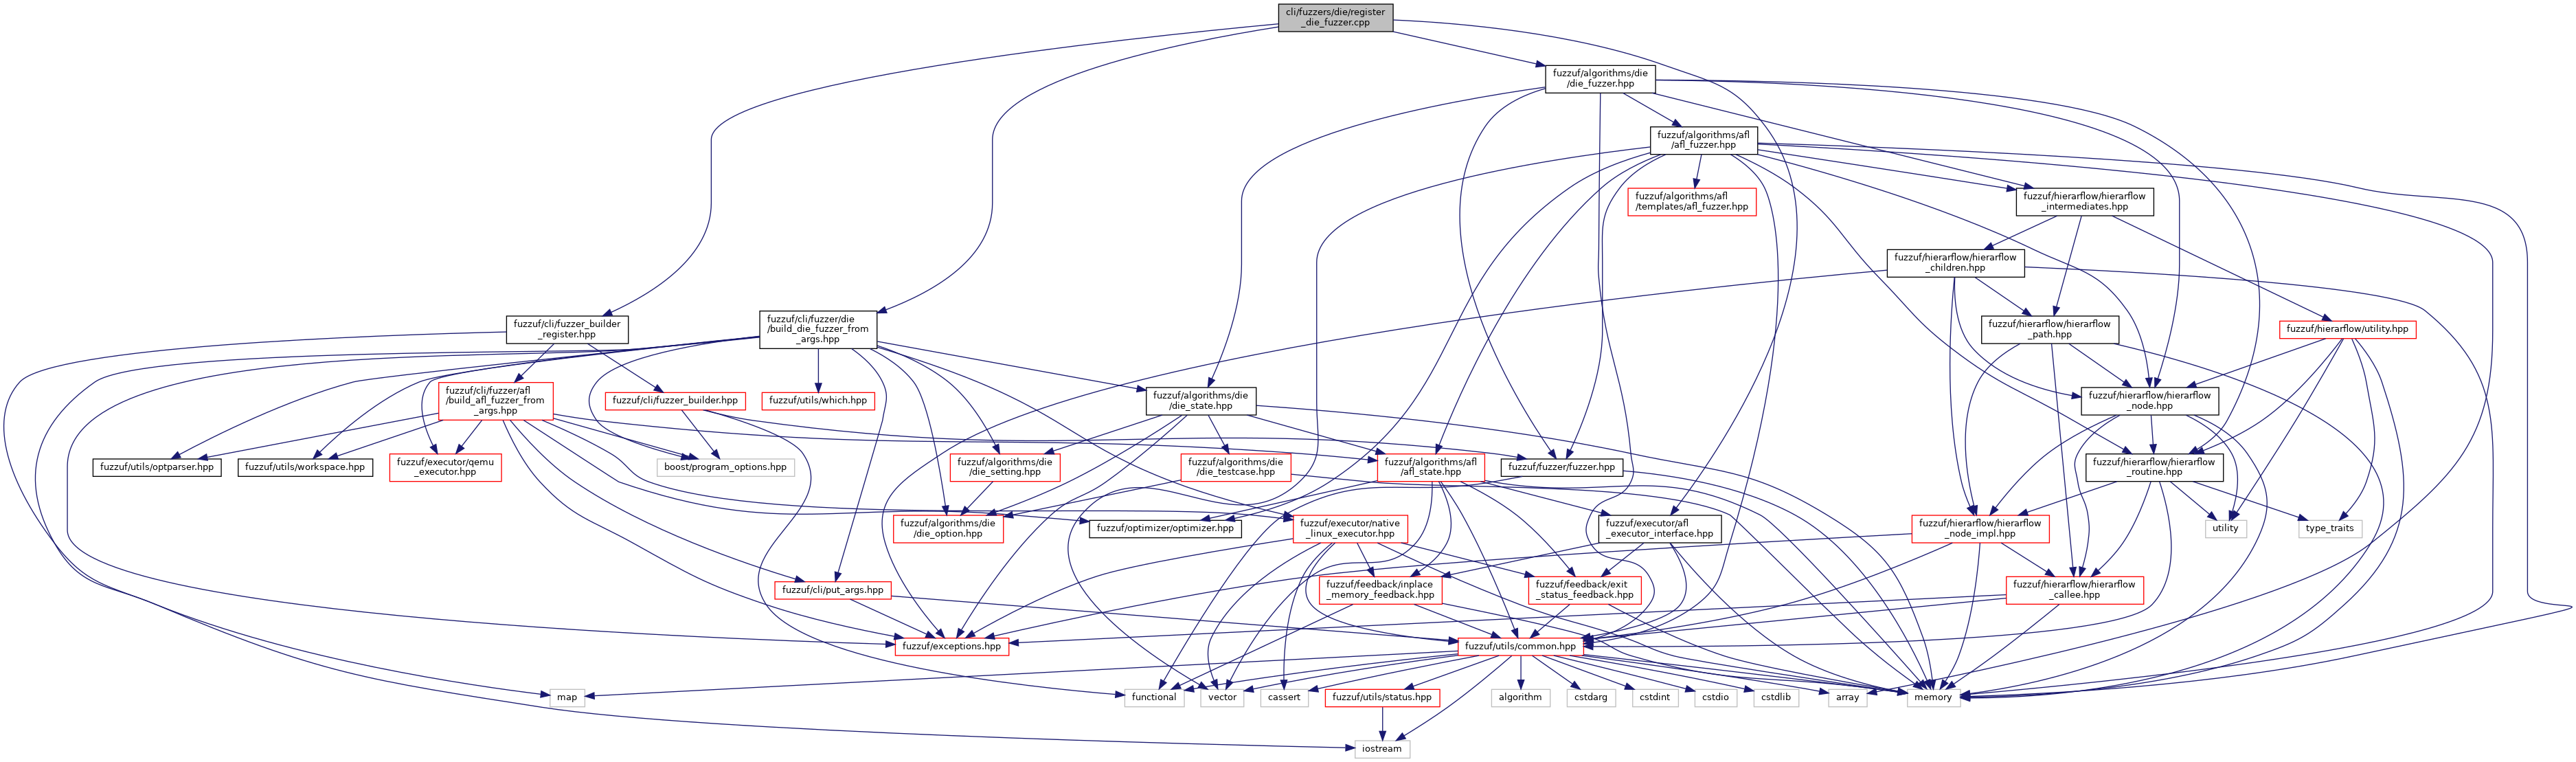 cli/fuzzers/die/register
_die_fuzzer.cpp
fuzzuf/algorithms/die
/die_fuzzer.hpp
fuzzuf/algorithms/afl
/afl_fuzzer.hpp
fuzzuf/algorithms/afl
/templates/afl_fuzzer.hpp
fuzzuf/hierarflow/hierarflow
_intermediates.hpp
fuzzuf/hierarflow/hierarflow
_children.hpp
fuzzuf/cli/fuzzer_builder
_register.hpp
fuzzuf/cli/fuzzer/die
/build_die_fuzzer_from
_args.hpp
fuzzuf/hierarflow/hierarflow
_path.hpp
fuzzuf/hierarflow/utility.hpp
fuzzuf/cli/fuzzer/afl
/build_afl_fuzzer_from
_args.hpp
fuzzuf/cli/fuzzer_builder.hpp
fuzzuf/utils/which.hpp
fuzzuf/algorithms/die
/die_state.hpp
fuzzuf/hierarflow/hierarflow
_node.hpp
fuzzuf/utils/optparser.hpp
fuzzuf/utils/workspace.hpp
fuzzuf/executor/qemu
_executor.hpp
boost/program_options.hpp
fuzzuf/algorithms/die
/die_setting.hpp
fuzzuf/algorithms/die
/die_testcase.hpp
fuzzuf/algorithms/afl
/afl_state.hpp
fuzzuf/fuzzer/fuzzer.hpp
fuzzuf/hierarflow/hierarflow
_routine.hpp
fuzzuf/algorithms/die
/die_option.hpp
fuzzuf/optimizer/optimizer.hpp
fuzzuf/executor/native
_linux_executor.hpp
fuzzuf/executor/afl
_executor_interface.hpp
fuzzuf/hierarflow/hierarflow
_node_impl.hpp
utility
type_traits
fuzzuf/cli/put_args.hpp
fuzzuf/feedback/inplace
_memory_feedback.hpp
fuzzuf/feedback/exit
_status_feedback.hpp
fuzzuf/hierarflow/hierarflow
_callee.hpp
fuzzuf/exceptions.hpp
fuzzuf/utils/common.hpp
map
functional
vector
cassert
fuzzuf/utils/status.hpp
algorithm
cstdarg
cstdint
cstdio
cstdlib
array
memory
iostream